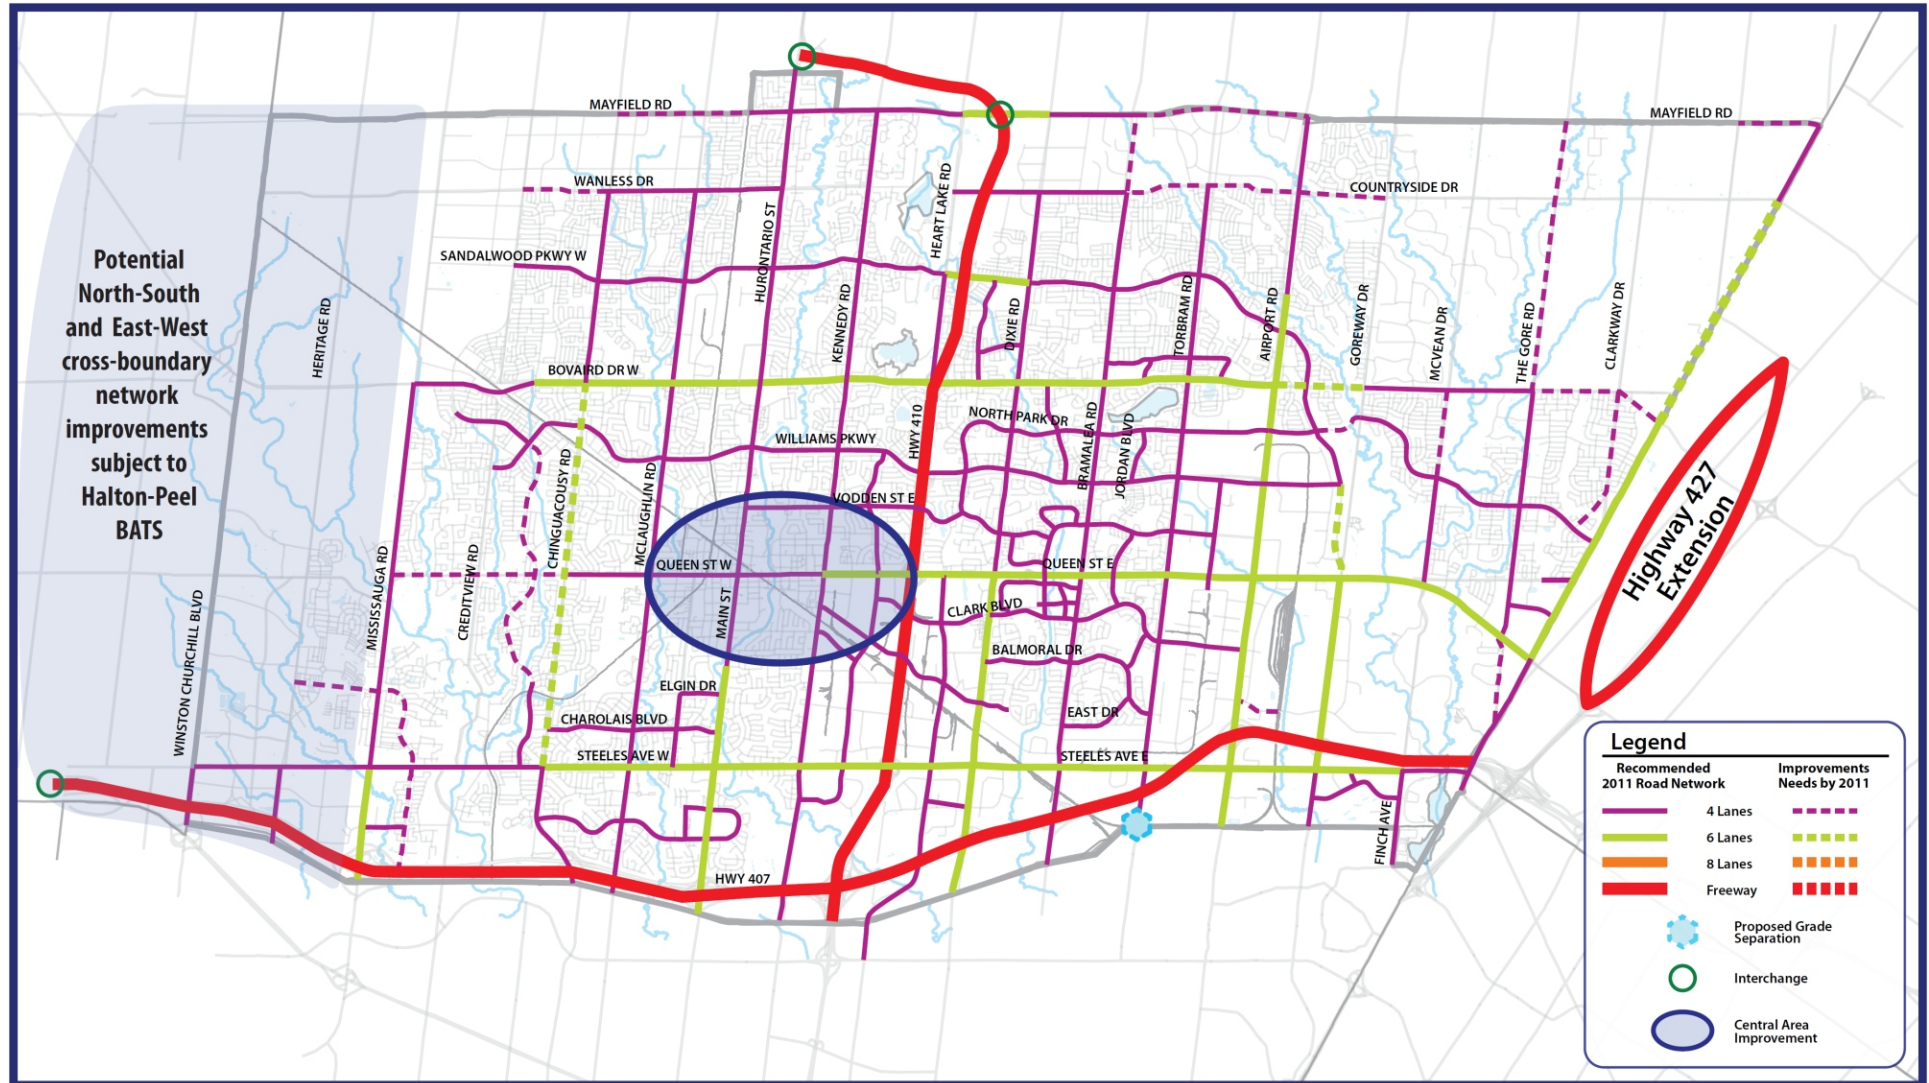 MAYFIELD RD
MAYFIELD RD
WANLESS DR
COUNTRYSIDE DR
HEART LAKE RD
HURONTARIO ST
SANDALWOOD PKWY W
Potential
North-South
and East-West
cross-boundary
network
improvements
subject to
Halton-Peel
BATS
HERITAGE RD
KENNEDY RD
DIXIE RD
TORBRAM RD
AIRPORT RD
GOREWAY DR
MCVEAN DR
THE GORE RD
CLARKWAY DR
BOVAIRD DR W
HWY 410
NORTH PARK DR
BRAMALEA RD
JORDAN BLVD
WILLIAMS PKWY
CHINGUACOUSY RD
MCLAUGHLIN RD
VODDEN ST E
Highway 427
Extension
QUEEN ST W
QUEEN ST E
MISSISSAUGA RD
CREDITVIEW RD
WINSTON CHURCHILL BLVD
MAIN ST
CLARK BLVD
BALMORAL DR
ELGIN DR
CHAROLAIS BLVD
EAST DR
STEELES AVE W
STEELES AVE E
FINCH AVE
HWY 407
Legend
Recommended
2011 Road Network
Improvements
Needs by 2011
4 Lanes
6 Lanes
8 Lanes
Freeway
Proposed Grade
Separation
Interchange
Central Area
Improvement